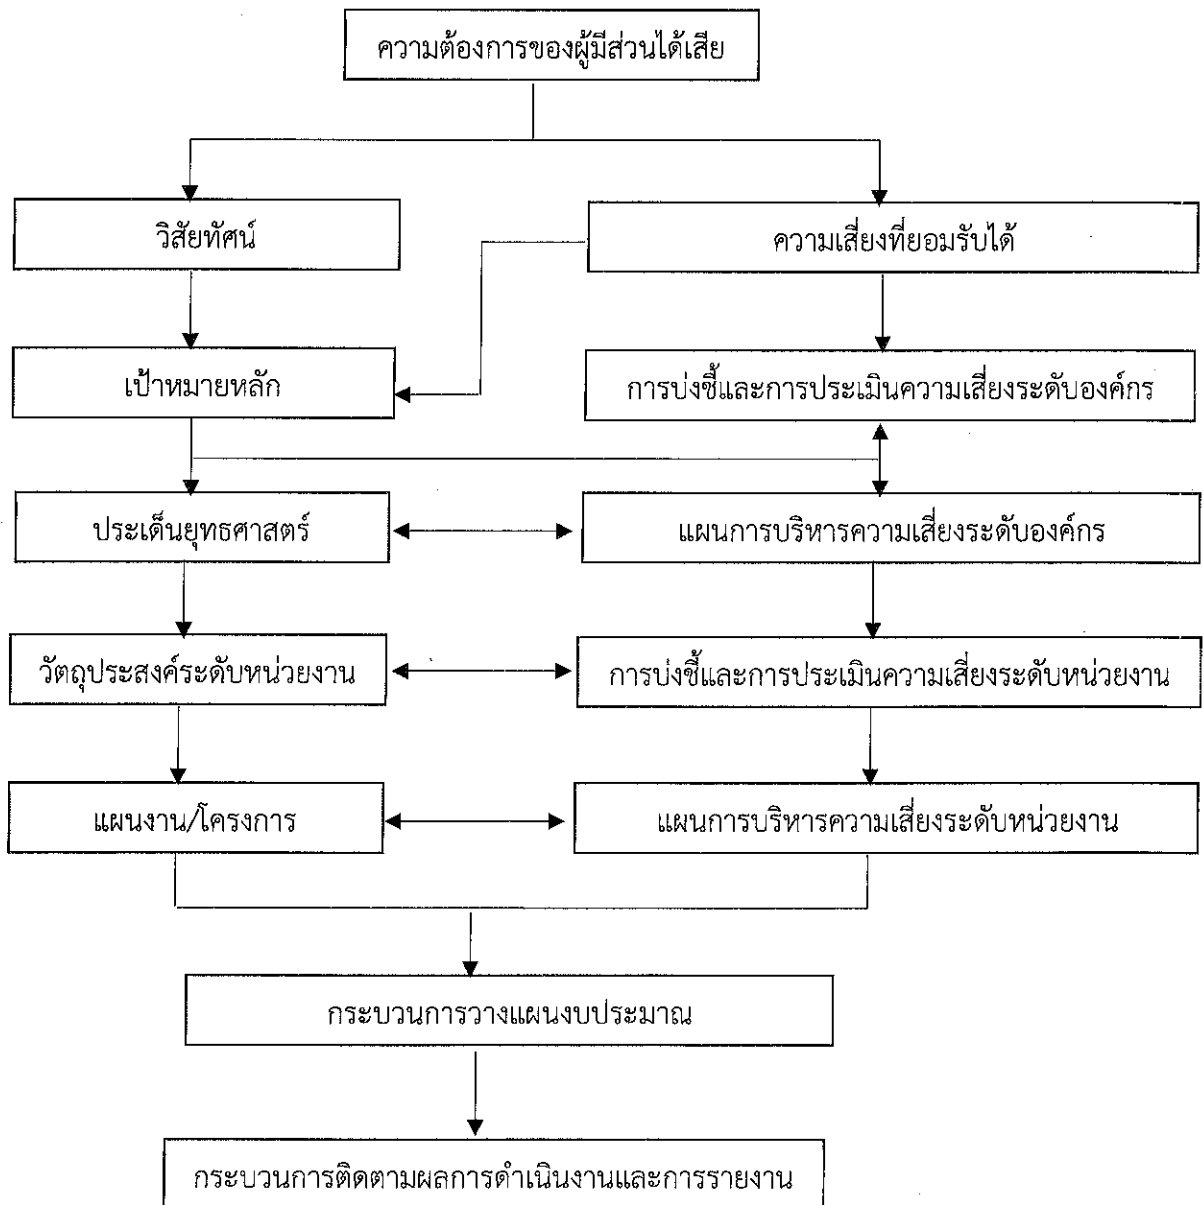 ความต้องการของผู้มีส่วนได้เสีย
วิสัยทัศน์
ความเสี่ยงที่ยอมรับได้
เป้าหมายหลัก
การบ่งชี้และการประเมินความเสี่ยงระดับองค์กร
ประเด็นยุทธศาสตร์
แผนการบริหารความเสี่ยงระดับองค์กร
วัตถุประสงค์ระดับหน่วยงาน
การบ่งชี้และการประเมินความเสี่ยงระดับหน่วยงาน
แผนงาน/โครงการ
แผนการบริหารความเสี่ยงระดับหน่วยงาน
กระบวนการวางแผนงบประมาณ
กระบวนการติดตามผลการดำเนินงานและการรายงาน